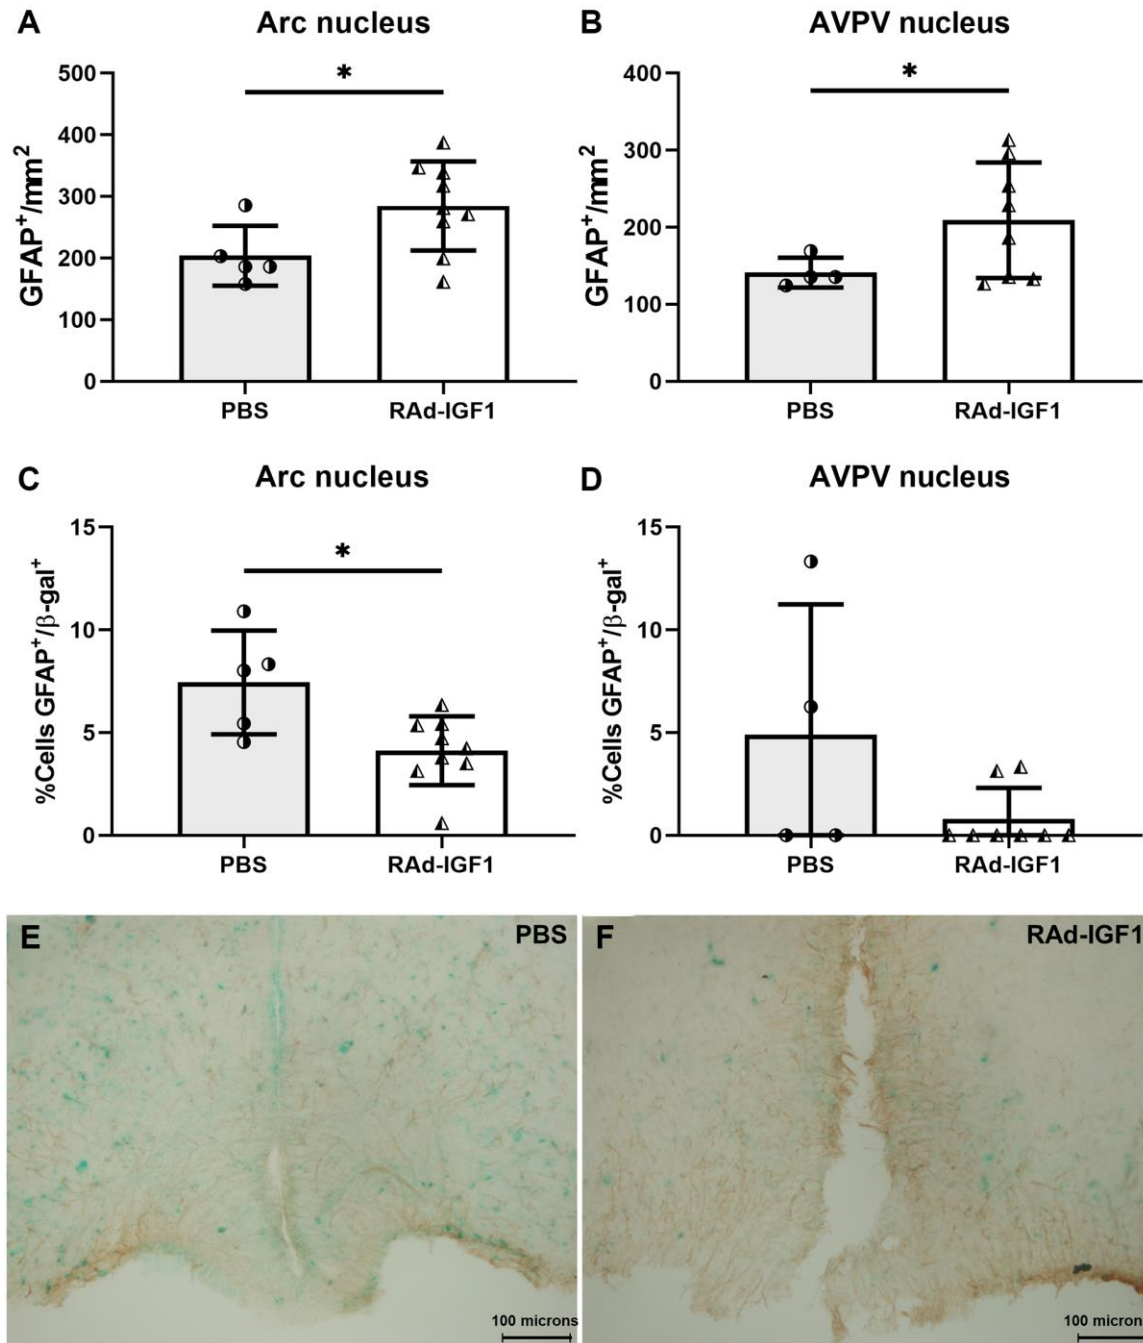 A Arc nucleus
GFAP⁺/mm²
500
400
300
200
100
0
*
PBS RAd-IGF1
B AVPV nucleus
GFAP⁺/mm²
400
300
200
100
0
*
PBS RAd-IGF1
C Arc nucleus
%Cells GFAP⁺/β-gal⁺
15
10
5
0
*
PBS RAd-IGF1
D AVPV nucleus
%Cells GFAP⁺/β-gal⁺
15
10
5
0
PBS RAd-IGF1
E PBS
100 microns
F RAd-IGF1
100 microns